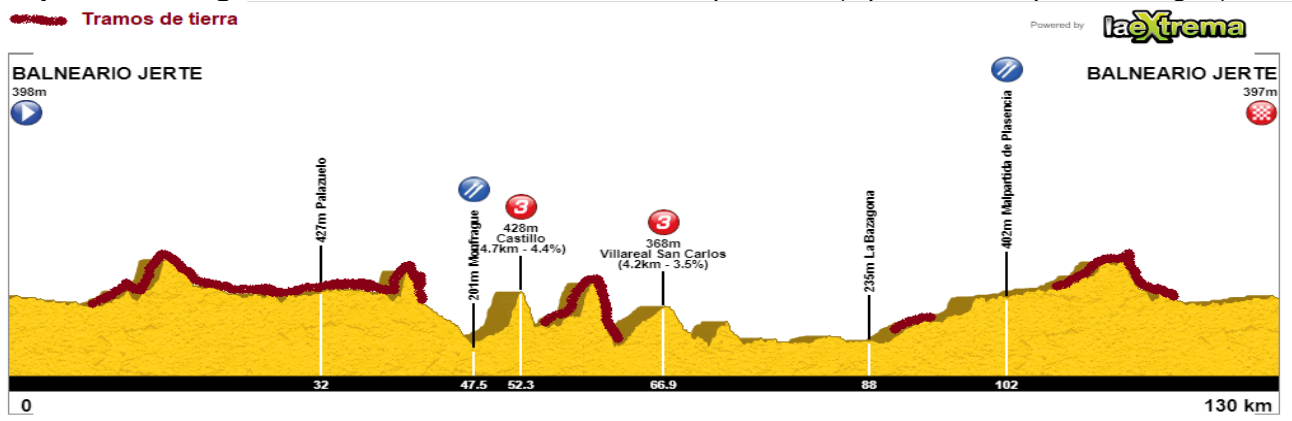 Tramos de tierra
Powered by
laeXtrema
BALNEARIO JERTE
398m
BALNEARIO JERTE
397m
427m Palazuelo
201m Monfrague
3
428m
Castillo
(4.7km - 4.4%)
3
368m
Villareal San Carlos
(4.2km - 3.5%)
235m La Bazagona
402m Malpartida de Plasencia
32
47.5
52.3
66.9
88
102
0
130 km